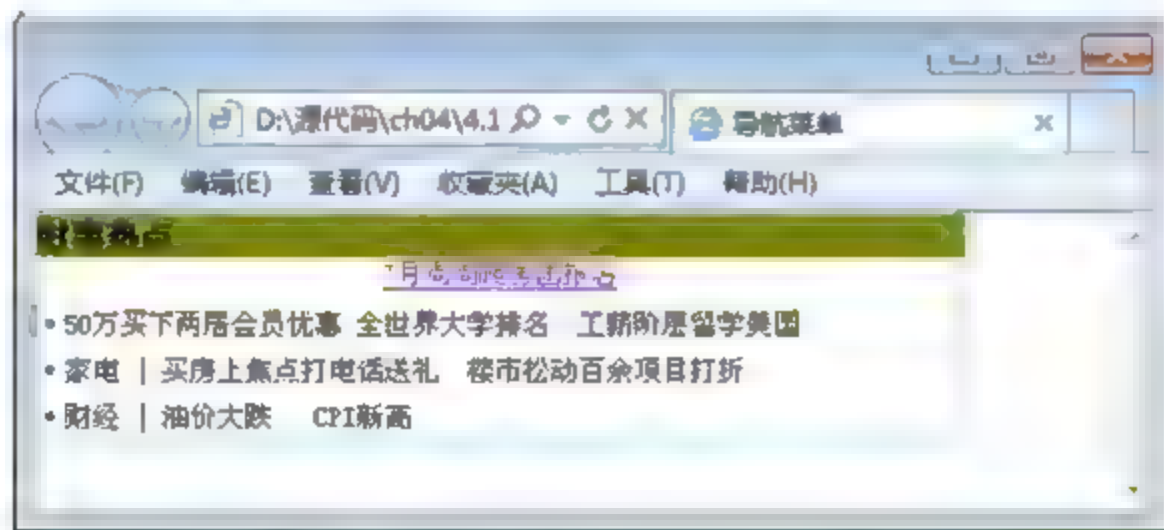 D:\源代码\ch04\4.1 导航菜单
文件(F) 编辑(E) 查看(V) 收藏夹(A) 工具(T) 帮助(H)
• 50万买下两居会员优惠 全世界大学排名 工薪阶层留学美国
• 家电 | 买房上焦点打电话送礼 楼市松动百余项目打折
• 财经 | 油价大跌 CPI新高